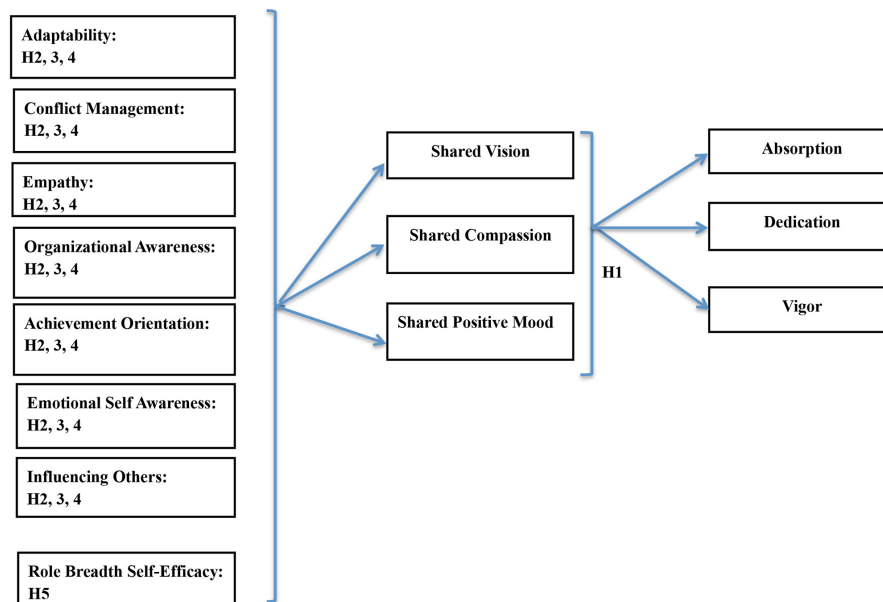 Adaptability:
H2, 3, 4
Conflict Management:
H2, 3, 4
Empathy:
H2, 3, 4
Organizational Awareness:
H2, 3, 4
Achievement Orientation:
H2, 3, 4
Emotional Self Awareness:
H2, 3, 4
Influencing Others:
H2, 3, 4
Role Breadth Self-Efficacy:
H5
Shared Vision
Shared Compassion
Shared Positive Mood
H1
Absorption
Dedication
Vigor